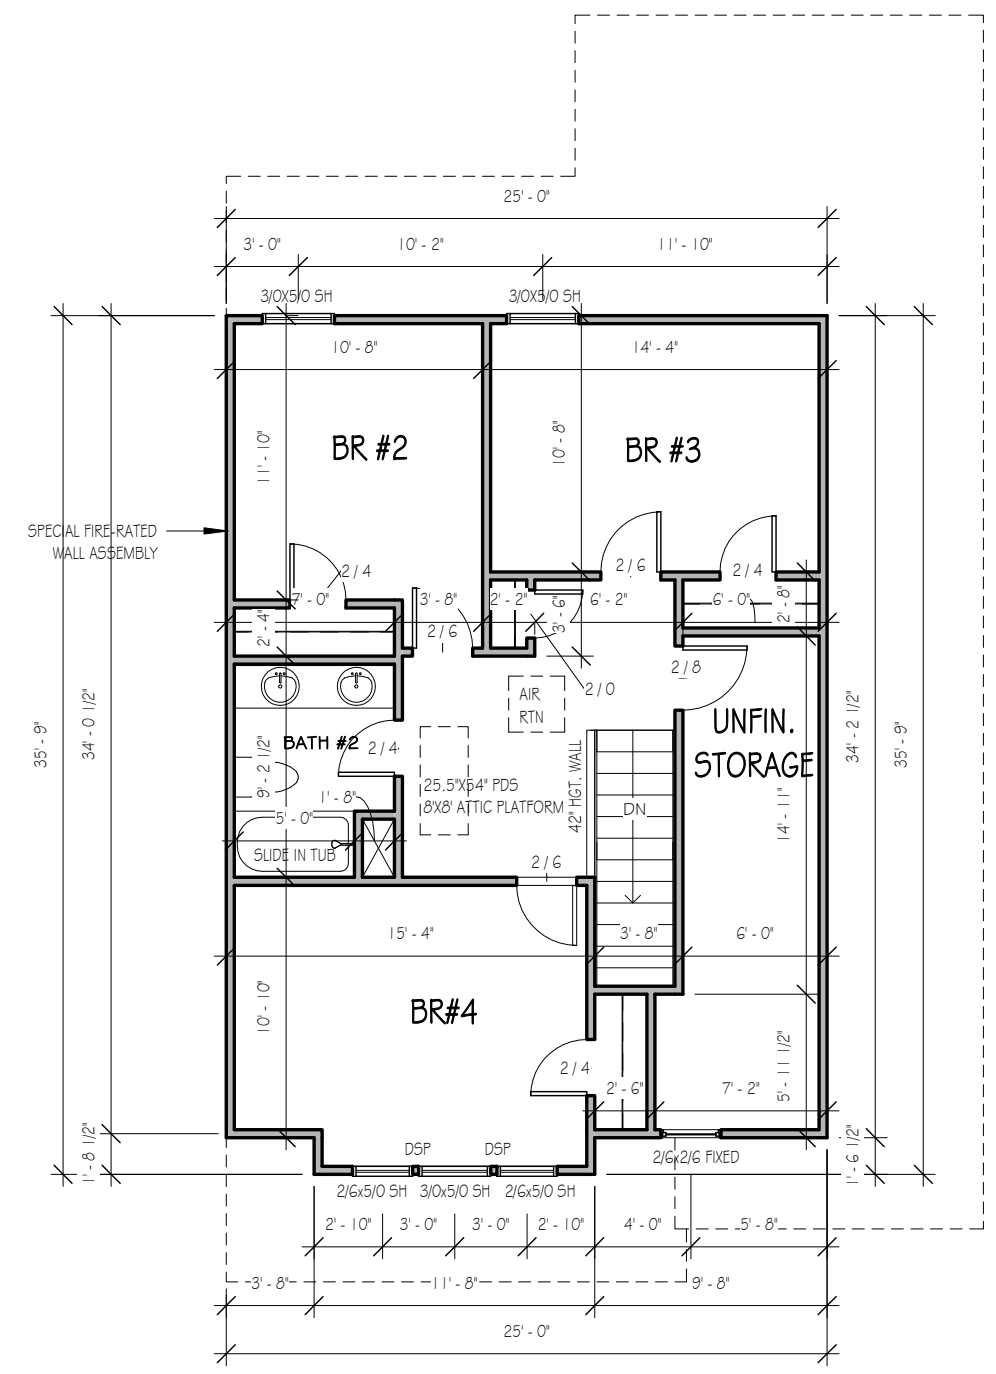 25' - 0"
3' - 0"
10' - 2"
11' - 10"
3/0X5/0 SH
3/0X5/0 SH
10' - 8"
14' - 4"
11' - 10"
BR #2
10' - 8"
BR #3
SPECIAL FIRE-RATED
WALL ASSEMBLY
2/4
2/6
2/4
7' - 0"
3' - 8"
2' - 2"
3' - 6"
6' - 2"
6' - 0"
2' - 8"
2' - 4"
2/6
2/8
2/0
AIR
RTN
UNFIN.
STORAGE
35' - 9"
34' - 0 1/2"
34' - 2 1/2"
35' - 9"
BATH #2
2/4
9' - 2 1/2"
1' - 8"
5' - 0"
SLIDE IN TUB
25.5"X54" PDS
8'X8' ATTIC PLATFORM
42" HGT. WALL
DN
14' - 11"
2/6
15' - 4"
3' - 8"
6' - 0"
10' - 10"
BR#4
2/4
2' - 6"
7' - 2"
5' - 11 1/2"
1' - 8 1/2"
1' - 6 1/2"
DSP
DSP
2/6x2/6 FIXED
2/6x5/0 SH
3/0x5/0 SH
2/6x5/0 SH
2' - 10"
3' - 0"
3' - 0"
2' - 10"
4' - 0"
5' - 8"
3' - 8"
11' - 8"
9' - 8"
25' - 0"